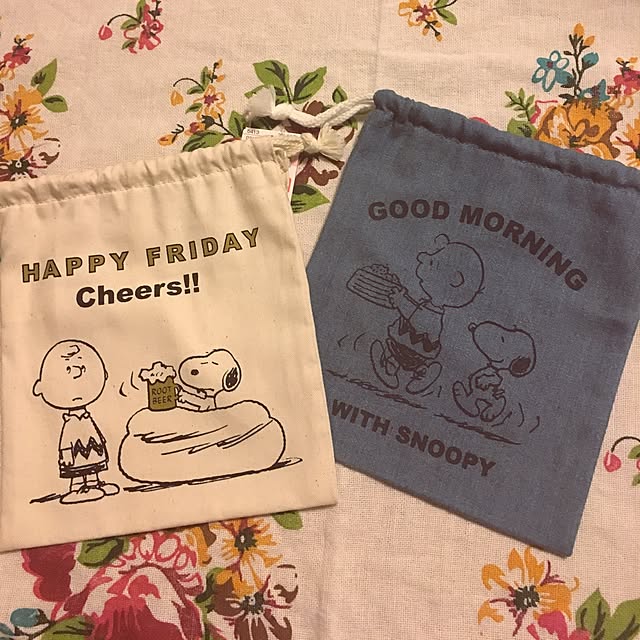 HAPPY FRIDAY
Cheers!!
ROOT
BEER
GOOD MORNING
WITH SNOOPY